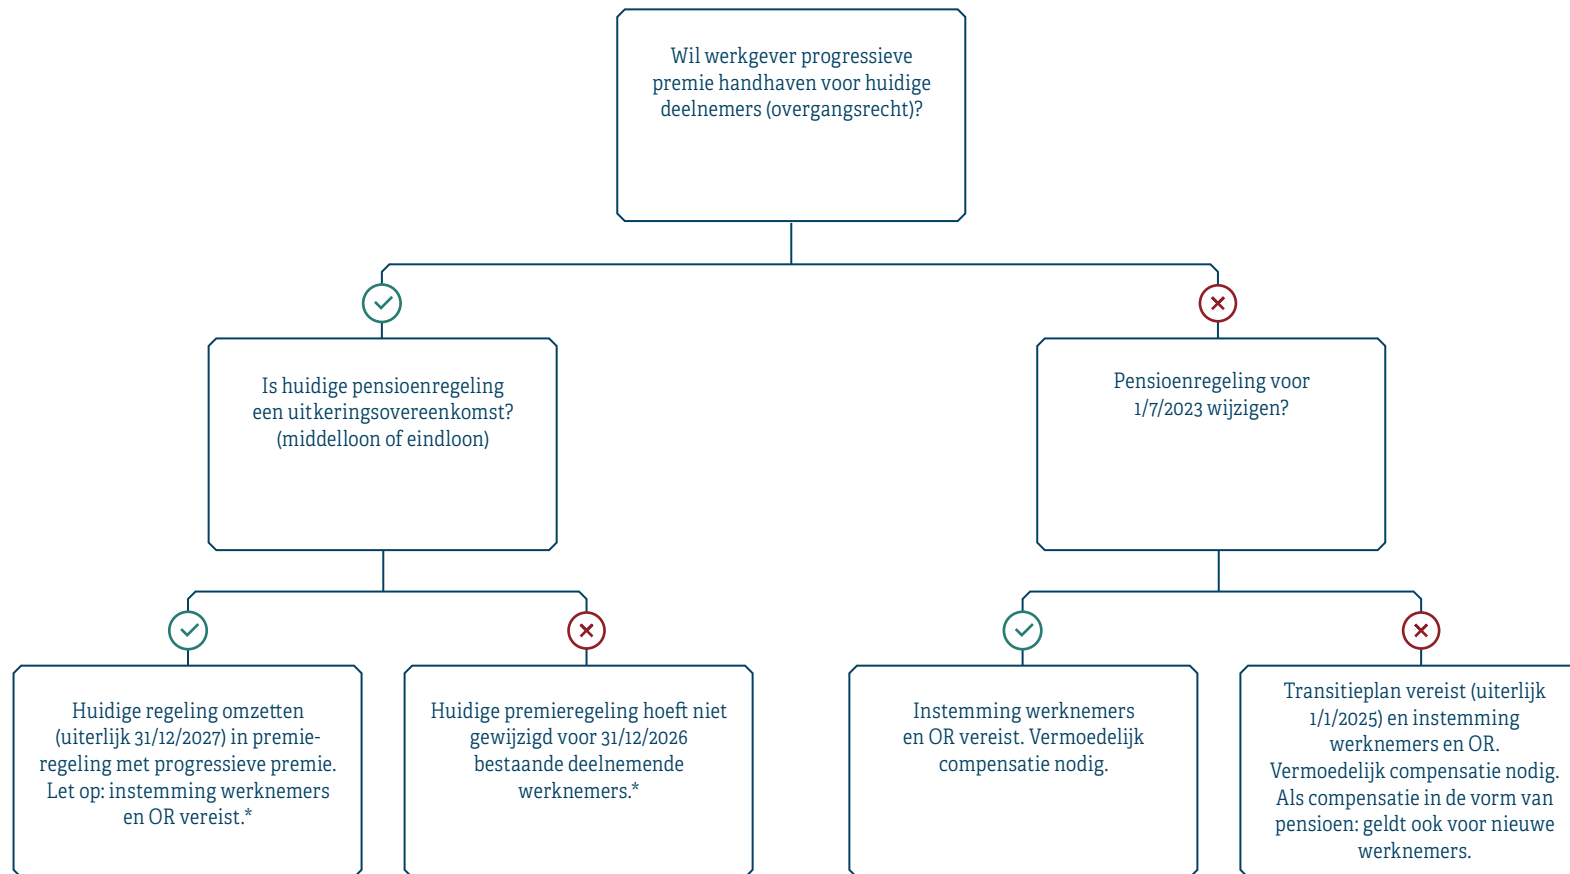 Wil werkgever progressieve
premie handhaven voor huidige
deelnemers (overgangsrecht)?
Is huidige pensioenregeling
een uitkeringsovereenkomst?
(middelloon of eindloon)
Pensioenregeling voor
1/7/2023 wijzigen?
Huidige regeling omzetten
(uiterlijk 31/12/2027) in premie-
regeling met progressieve premie.
Let op: instemming werknemers
en OR vereist.*
Huidige premieregeling hoeft niet
gewijzigd voor 31/12/2026
bestaande deelnemende
werknemers.*
Instemming werknemers
en OR vereist. Vermoedelijk
compensatie nodig.
Transitieplan vereist (uiterlijk
1/1/2025) en instemming
werknemers en OR.
Vermoedelijk compensatie nodig.
Als compensatie in de vorm van
pensioen: geldt ook voor nieuwe
werknemers.